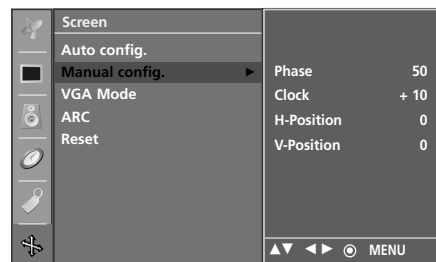 Screen
Auto config.
Manual config. ►
VGA Mode
ARC
Reset
Phase 50
Clock + 10
H-Position 0
V-Position 0
▲▼ ◄► ⊙ MENU